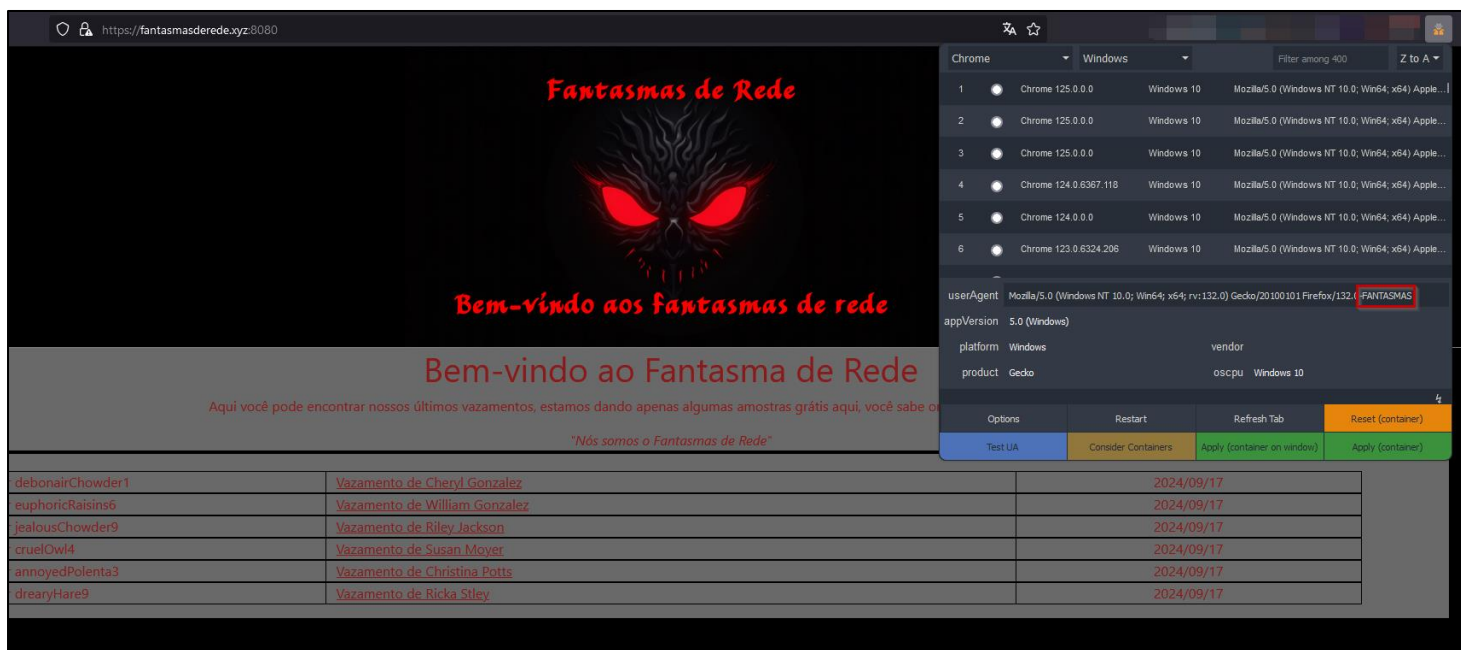 https://fantasmasderede.xyz:8080
Fantasmas de Rede
Bem-vindo aos fantasmas de rede
Bem-vindo ao Fantasma de Rede
Aqui você pode encontrar nossos últimos vazamentos, estamos dando apenas algumas amostras grátis aqui, você sabe
"Nós somos o Fantasmas de Rede"
debonairChowder1 Vazamento de Cheryl Gonzalez 2024/09/17
euphoricRaisins6 Vazamento de William Gonzalez 2024/09/17
jealousChowder9 Vazamento de Riley Jackson 2024/09/17
cruelOwl4 Vazamento de Susan Moyer 2024/09/17
annoyedPolenta3 Vazamento de Christina Potts 2024/09/17
drearyHare9 Vazamento de Ricka Stley 2024/09/17
Chrome Windows Filter among 400 Z to A
1 Chrome 125.0.0.0 Windows 10 Mozilla/5.0 (Windows NT 10.0; Win64; x64) Apple...
2 Chrome 125.0.0.0 Windows 10 Mozilla/5.0 (Windows NT 10.0; Win64; x64) Apple...
3 Chrome 125.0.0.0 Windows 10 Mozilla/5.0 (Windows NT 10.0; Win64; x64) Apple...
4 Chrome 124.0.6367.118 Windows 10 Mozilla/5.0 (Windows NT 10.0; Win64; x64) Apple...
5 Chrome 124.0.0.0 Windows 10 Mozilla/5.0 (Windows NT 10.0; Win64; x64) Apple...
6 Chrome 123.0.6324.206 Windows 10 Mozilla/5.0 (Windows NT 10.0; Win64; x64) Apple...
userAgent Mozilla/5.0 (Windows NT 10.0; Win64; x64; rv:132.0) Gecko/20100101 Firefox/132.0-FANTASMAS
appVersion 5.0 (Windows)
platform Windows vendor
product Gecko oscpu Windows 10
Options Restart Refresh Tab Reset (container)
Test UA Consider Containers Apply (container on window) Apply (container)